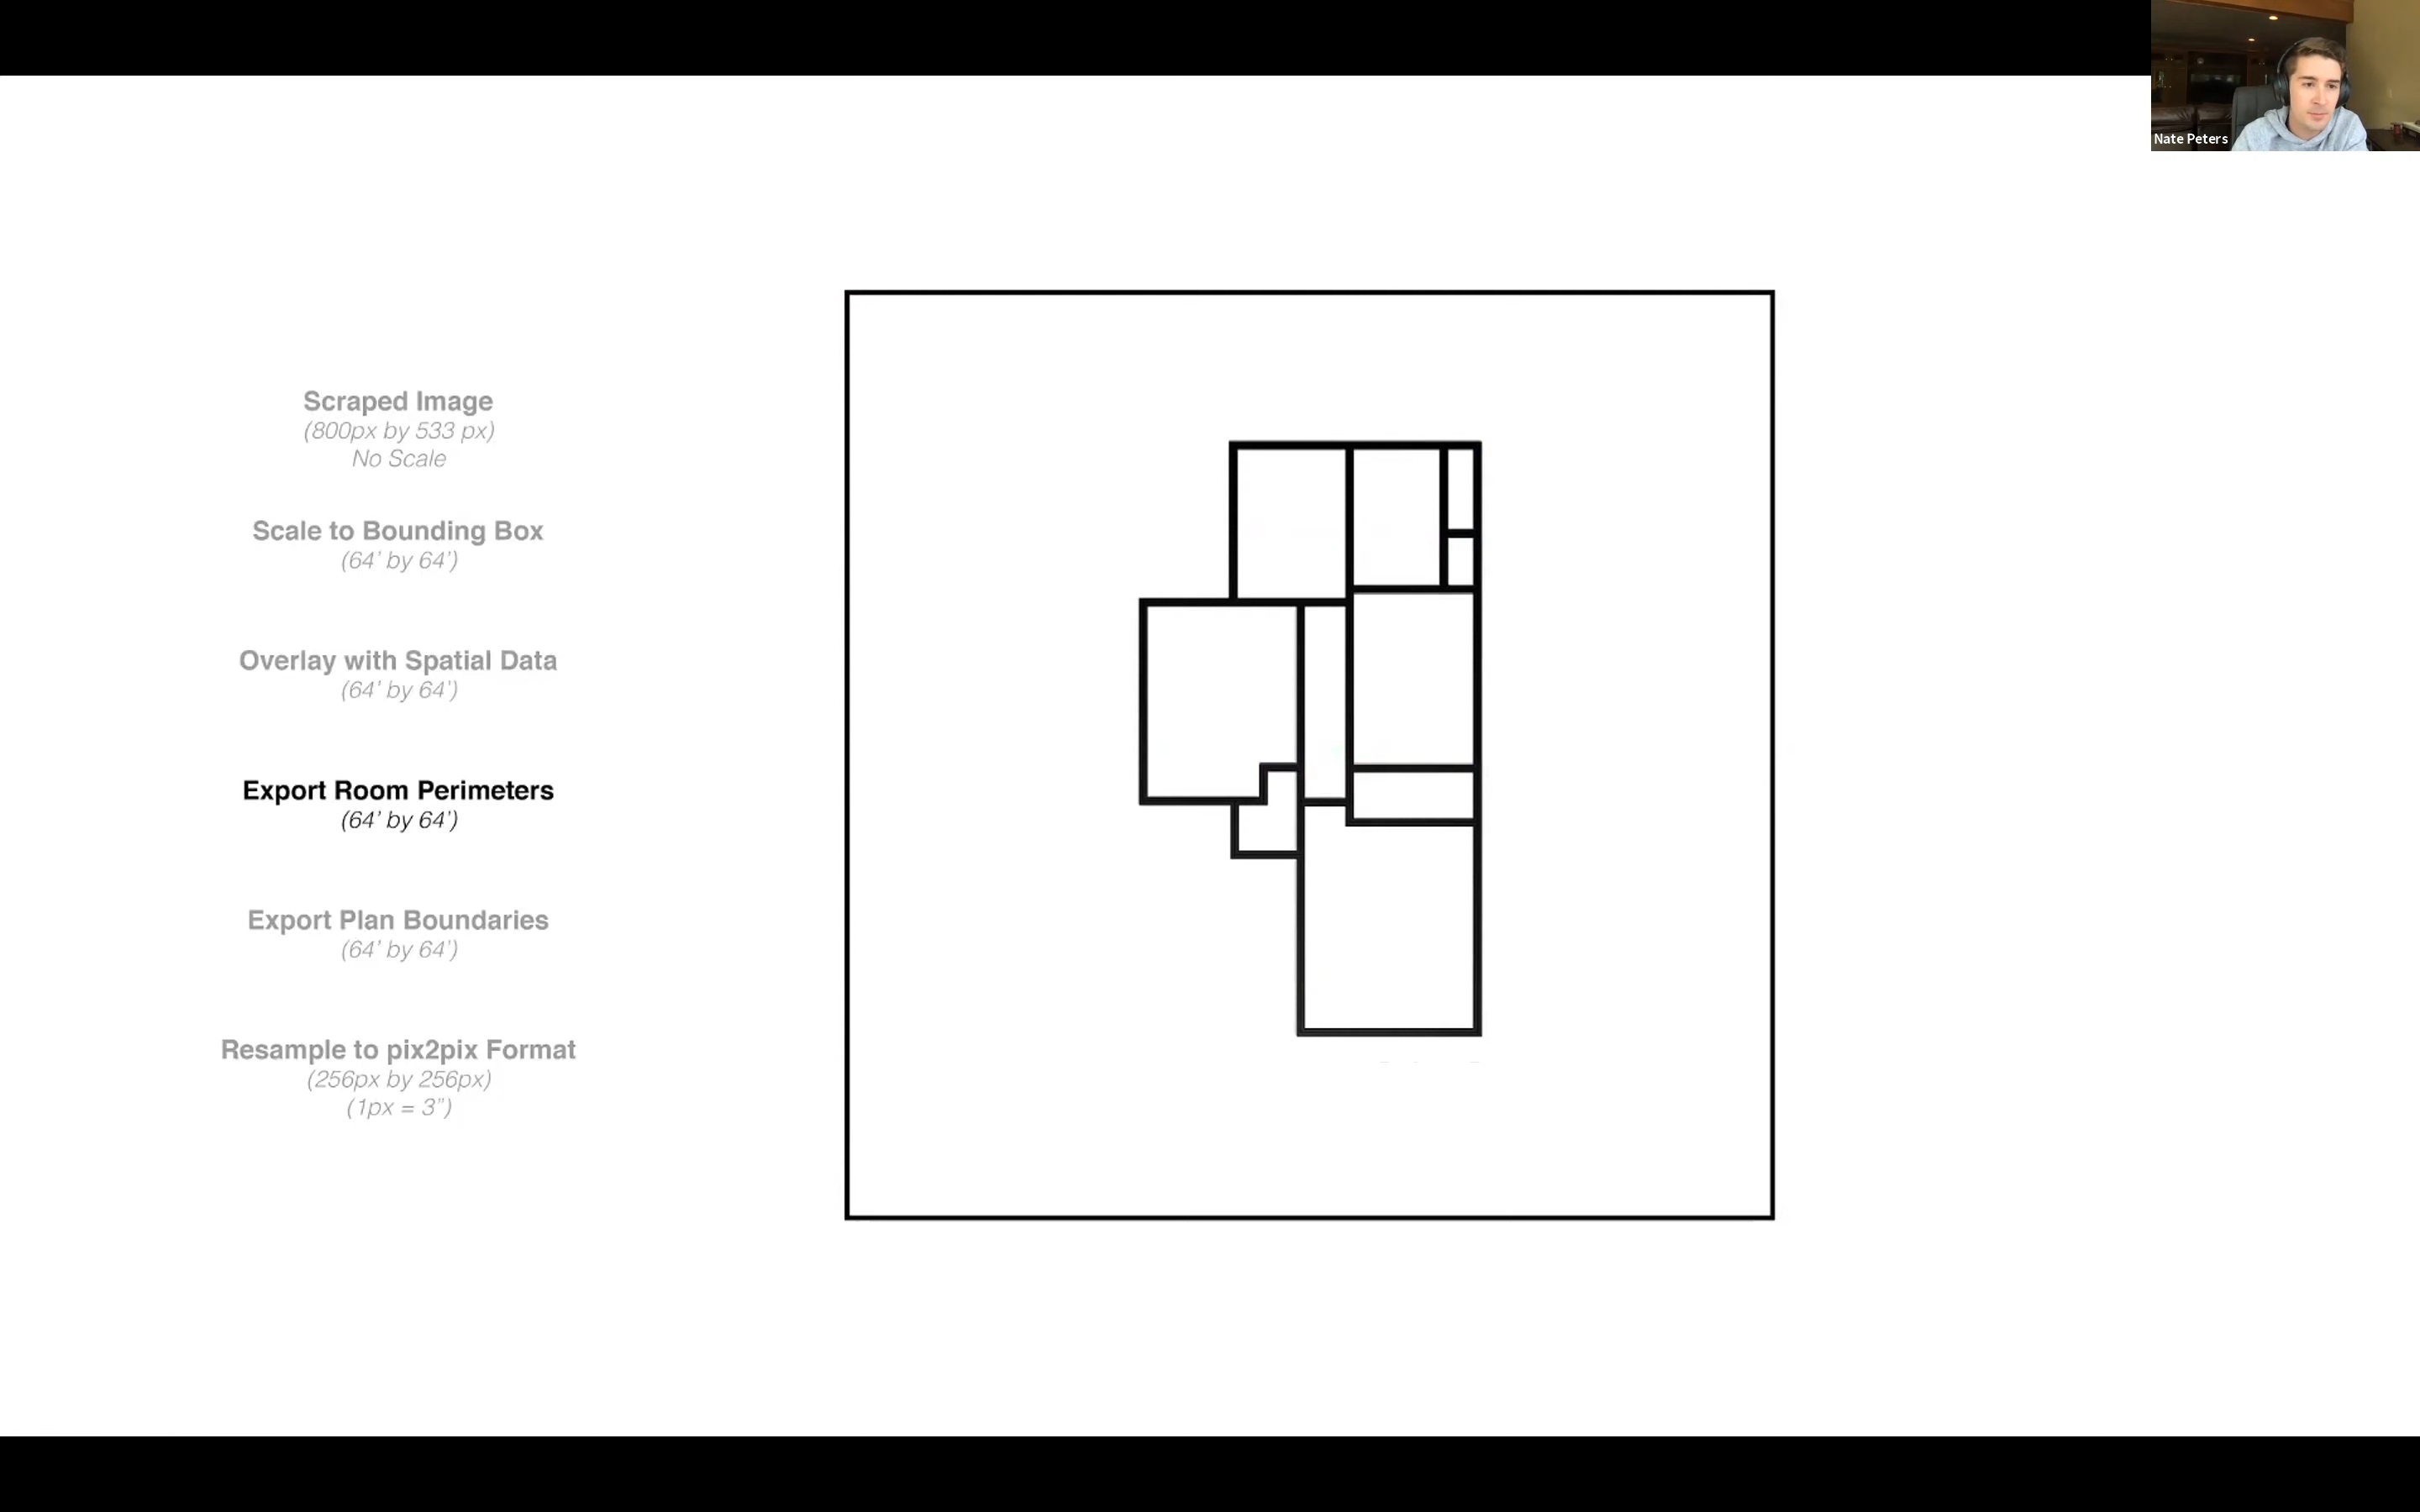 Nate Peters
Scraped Image
(800px by 533 px)
No Scale
Scale to Bounding Box
(64' by 64')
Overlay with Spatial Data
(64' by 64')
Export Room Perimeters
(64' by 64')
Export Plan Boundaries
(64' by 64')
Resample to pix2pix Format
(256px by 256px)
(1px = 3”)